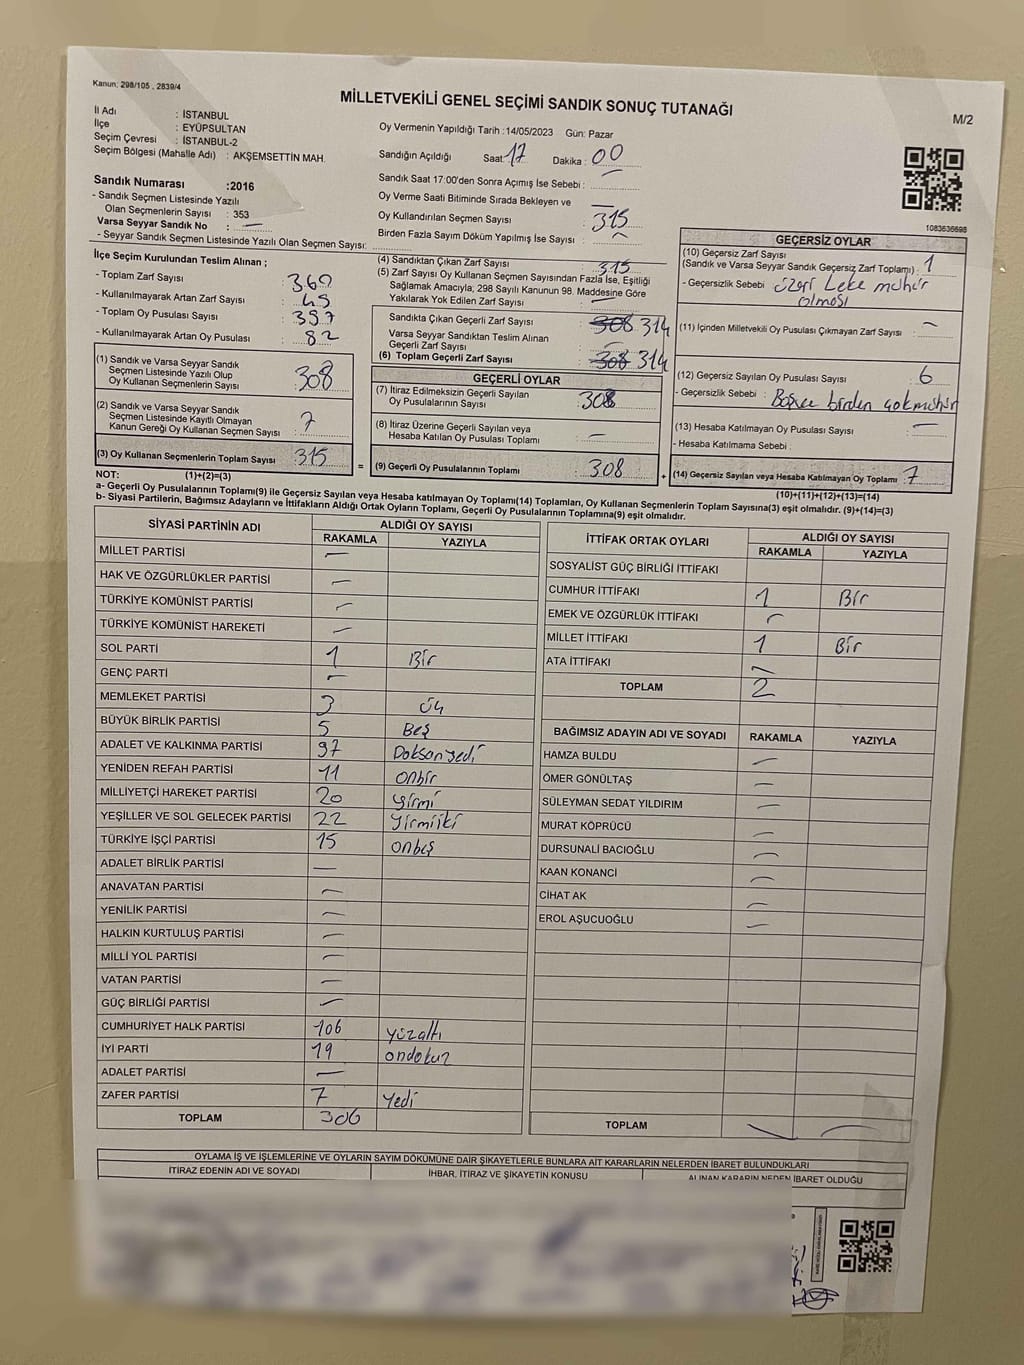 Kanun: 298/105 , 2839/4
MİLLETVEKİLİ GENEL SEÇİMİ SANDIK SONUÇ TUTANAĞI
M/2
İl Adı : İSTANBUL
İlçe : EYÜPSULTAN
Seçim Çevresi : İSTANBUL-2
Seçim Bölgesi (Mahalle Adı) : AKŞEMSETTİN MAH.
Oy Vermenin Yapıldığı Tarih :14/05/2023 Gün: Pazar
Sandığın Açıldığı Saat: 17 Dakika : 00
Sandık Saat 17:00'den Sonra Açımış İse Sebebi :
Oy Verme Saati Bitiminde Sırada Bekleyen ve
Oy Kullandırılan Seçmen Sayısı 315
Birden Fazla Sayım Döküm Yapılmış İse Sayısı :
Sandık Numarası :2016
- Sandık Seçmen Listesinde Yazılı
Olan Seçmenlerin Sayısı : 353
Varsa Seyyar Sandık No : —
- Seyyar Sandık Seçmen Listesinde Yazılı Olan Seçmen Sayısı:
1083636698
İlçe Seçim Kurulundan Teslim Alınan ;
- Toplam Zarf Sayısı : 360
- Kullanılmayarak Artan Zarf Sayısı : 45
- Toplam Oy Pusulası Sayısı : 397
- Kullanılmayarak Artan Oy Pusulası : 82
(1) Sandık ve Varsa Seyyar Sandık
Seçmen Listesinde Yazılı Olup
Oy Kullanan Seçmenlerin Sayısı : 308
(2) Sandık ve Varsa Seyyar Sandık
Seçmen Listesinde Kayıtlı Olmayan
Kanun Gereği Oy Kullanan Seçmen Sayısı : 7
(3) Oy Kullanan Seçmenlerin Toplam Sayısı : 315
(4) Sandıktan Çıkan Zarf Sayısı : 315
(5) Zarf Sayısı Oy Kullanan Seçmen Sayısından Fazla İse, Eşitliği
Sağlamak Amacıyla; 298 Sayılı Kanunun 98. Maddesine Göre
Yakılarak Yok Edilen Zarf Sayısı : —
Sandıkta Çıkan Geçerli Zarf Sayısı : 308 314
Varsa Seyyar Sandıktan Teslim Alınan
Geçerli Zarf Sayısı —
(6) Toplam Geçerli Zarf Sayısı : 308 314
GEÇERLİ OYLAR
(7) İtiraz Edilmeksizin Geçerli Sayılan
Oy Pusulalarının Sayısı : 308
(8) İtiraz Üzerine Geçerli Sayılan veya
Hesaba Katılan Oy Pusulası Toplamı : —
= (9) Geçerli Oy Pusulalarının Toplamı : 308
GEÇERSİZ OYLAR
(10) Geçersiz Zarf Sayısı
(Sandık ve Varsa Seyyar Sandık Geçersiz Zarf Toplamı) : 1
- Geçersizlik Sebebi : üzeri Leke mühür
olması
(11) İçinden Milletvekili Oy Pusulası Çıkmayan Zarf Sayısı : —
(12) Geçersiz Sayılan Oy Pusulası Sayısı : 6
- Geçersizlik Sebebi : birden çokmühür
(13) Hesaba Katılmayan Oy Pusulası Sayısı : —
- Hesaba Katılmama Sebebi :
+ (14) Geçersiz Sayılan veya Hesaba Katılmayan Oy Toplamı : 7
NOT: (1)+(2)=(3)
(10)+(11)+(12)+(13)=(14)
a- Geçerli Oy Pusulalarının Toplamı(9) ile Geçersiz Sayılan veya Hesaba katılmayan Oy Toplamı(14) Toplamları, Oy Kullanan Seçmenlerin Toplam Sayısına(3) eşit olmalıdır. (9)+(14)=(3)
b- Siyasi Partilerin, Bağımsız Adayların ve İttifakların Aldığı Ortak Oyların Toplamı, Geçerli Oy Pusulalarının Toplamına(9) eşit olmalıdır.
SİYASİ PARTİNİN ADI ALDIĞI OY SAYISI
RAKAMLA YAZIYLA
MİLLET PARTİSİ —
HAK VE ÖZGÜRLÜKLER PARTİSİ —
TÜRKİYE KOMÜNİST PARTİSİ —
TÜRKİYE KOMÜNİST HAREKETİ —
SOL PARTİ 1 Bir
GENÇ PARTİ —
MEMLEKET PARTİSİ 3 üç
BÜYÜK BİRLİK PARTİSİ 5 Beş
ADALET VE KALKINMA PARTİSİ 97 Doksanyedi
YENİDEN REFAH PARTİSİ 11 onbir
MİLLİYETÇİ HAREKET PARTİSİ 20 yirmi
YEŞİLLER VE SOL GELECEK PARTİSİ 22 yirmiiki
TÜRKİYE İŞÇİ PARTİSİ 15 onbeş
ADALET BİRLİK PARTİSİ —
ANAVATAN PARTİSİ —
YENİLİK PARTİSİ —
HALKIN KURTULUŞ PARTİSİ —
MİLLİ YOL PARTİSİ —
VATAN PARTİSİ —
GÜÇ BİRLİĞİ PARTİSİ —
CUMHURİYET HALK PARTİSİ 106 yüzaltı
İYİ PARTİ 19 ondokuz
ADALET PARTİSİ —
ZAFER PARTİSİ 7 yedi
TOPLAM 306
İTTİFAK ORTAK OYLARI ALDIĞI OY SAYISI
RAKAMLA YAZIYLA
SOSYALİST GÜÇ BİRLİĞİ İTTİFAKI
CUMHUR İTTİFAKI 1 Bir
EMEK VE ÖZGÜRLÜK İTTİFAKI —
MİLLET İTTİFAKI 1 Bir
ATA İTTİFAKI —
TOPLAM 2
BAĞIMSIZ ADAYIN ADI VE SOYADI RAKAMLA YAZIYLA
HAMZA BULDU —
ÖMER GÖNÜLTAŞ —
SÜLEYMAN SEDAT YILDIRIM —
MURAT KÖPRÜCÜ —
DURSUNALİ BACIOĞLU —
KAAN KONANCİ —
CİHAT AK —
EROL AŞUCUOĞLU —
TOPLAM — —
OYLAMA İŞ VE İŞLEMLERİNE VE OYLARIN SAYIM DÖKÜMÜNE DAİR ŞİKAYETLERLE BUNLARA AİT KARARLARIN NELERDEN İBARET BULUNDUKLARI
İTİRAZ EDENİN ADI VE SOYADI İHBAR, İTİRAZ VE ŞİKAYETİN KONUSU ALINAN KARARIN NEDEN İBARET OLDUĞU